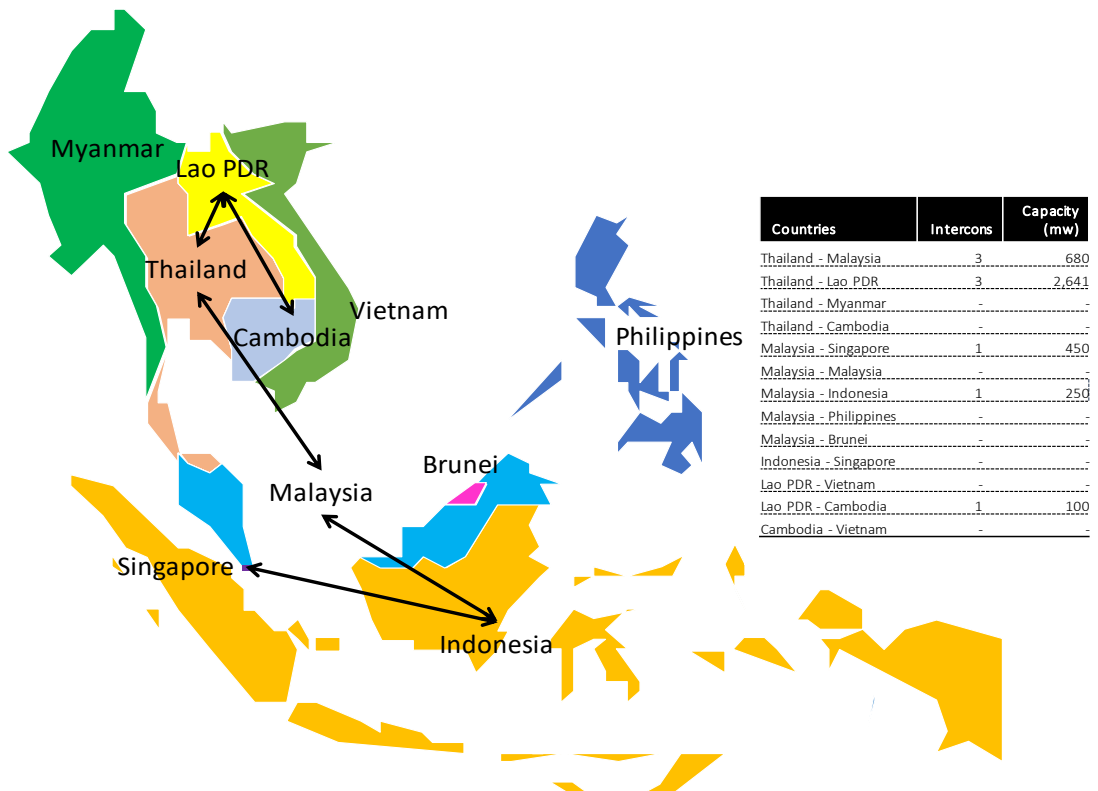 Myanmar
Lao PDR
Thailand
Vietnam
Cambodia
Philippines
Brunei
Malaysia
Singapore
Indonesia
Countries Intercons Capacity (mw)
Thailand - Malaysia 3 680
Thailand - Lao PDR 3 2,641
Thailand - Myanmar - -
Thailand - Cambodia - -
Malaysia - Singapore 1 450
Malaysia - Malaysia - -
Malaysia - Indonesia 1 250
Malaysia - Philippines - -
Malaysia - Brunei - -
Indonesia - Singapore - -
Lao PDR - Vietnam - -
Lao PDR - Cambodia 1 100
Cambodia - Vietnam - -